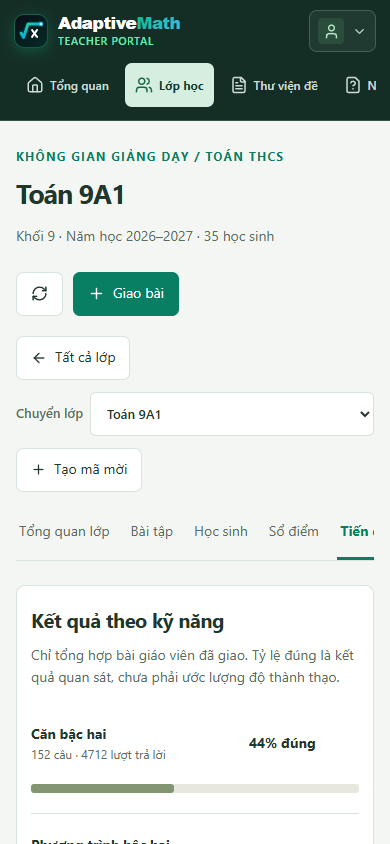 AdaptiveMath
TEACHER PORTAL
Tổng quan
Lớp học
Thư viện đề
N
KHÔNG GIAN GIẢNG DẠY / TOÁN THCS
Toán 9A1
Khối 9 · Năm học 2026–2027 · 35 học sinh
Giao bài
Tất cả lớp
Chuyển lớp
Toán 9A1
Tạo mã mời
Tổng quan lớp
Bài tập
Học sinh
Sổ điểm
Tiến
Kết quả theo kỹ năng
Chỉ tổng hợp bài giáo viên đã giao. Tỷ lệ đúng là kết
quả quan sát, chưa phải ước lượng độ thành thạo.
Căn bậc hai
152 câu · 4712 lượt trả lời
44% đúng